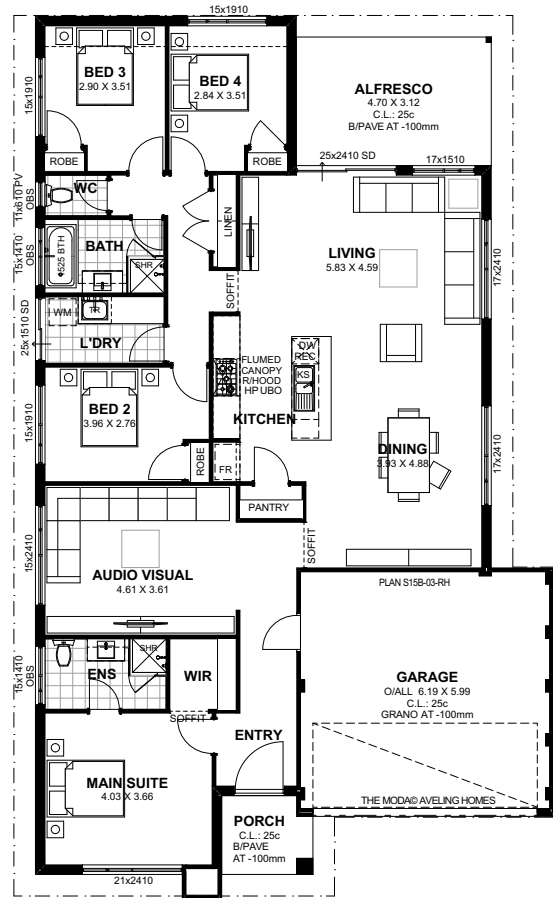 15x1910
15x1910
BED 3
2.90 X 3.51
BED 4
2.84 X 3.51
ALFRESCO
4.70 X 3.12
C.L.: 25c
B/PAVE AT -100mm
ROBE
ROBE
25x2410 SD
17x1510
11x610 PV
OBS
WC
LINEN
15x1410
OBS
1525 BTH
BATH
SHR
LIVING
5.83 X 4.59
17x2410
SOFFIT
25x1510 SD
WM
TR
L'DRY
FLUMED
CANOPY
R/HOOD
HP UBO
DW
REC
KS
KITCHEN
15x1910
BED 2
3.96 X 2.76
ROBE
FR
DINING
3.93 X 4.88
17x2410
PANTRY
SOFFIT
15x2410
AUDIO VISUAL
4.61 X 3.61
PLAN S15B-03-RH
15x1410
OBS
ENS
SHR
WIR
SOFFIT
GARAGE
O/ALL 6.19 X 5.99
C.L.: 25c
GRANO AT -100mm
ENTRY
MAIN SUITE
4.03 X 3.66
THE MODA© AVELING HOMES
PORCH
C.L.: 25c
B/PAVE
AT -100mm
21x2410